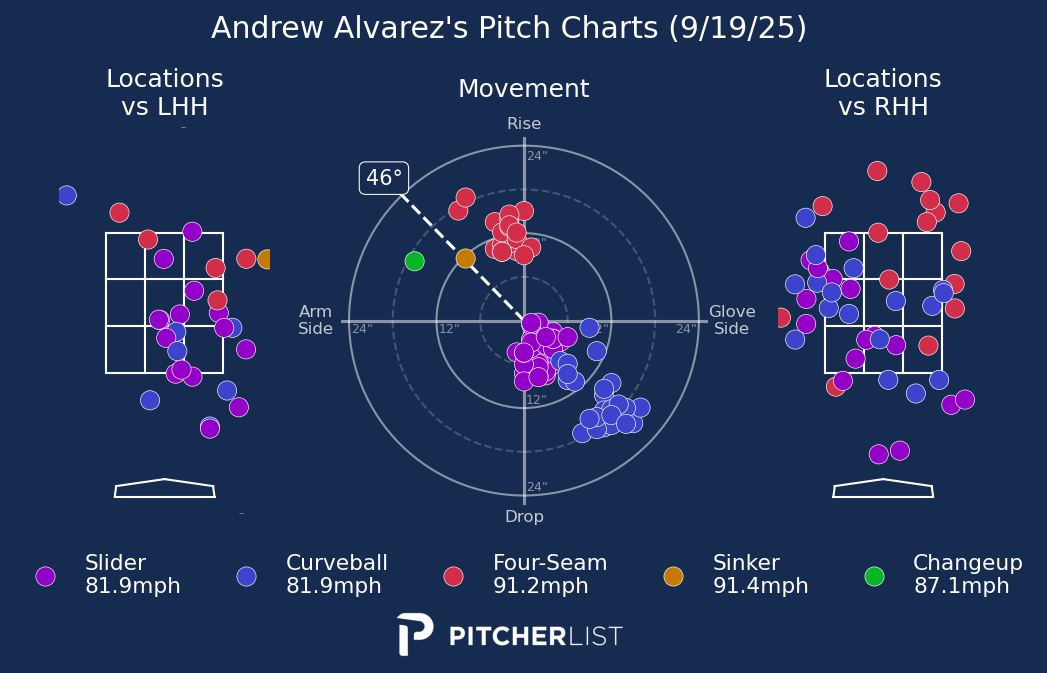 Andrew Alvarez's Pitch Charts (9/19/25)
Locations
vs LHH
Movement
Locations
vs RHH
Rise
24"
46°
Arm
Side
24"
12"
24"
Glove
Side
12"
24"
Drop
Slider
81.9mph
Curveball
81.9mph
Four-Seam
91.2mph
Sinker
91.4mph
Changeup
87.1mph
PITCHERLIST